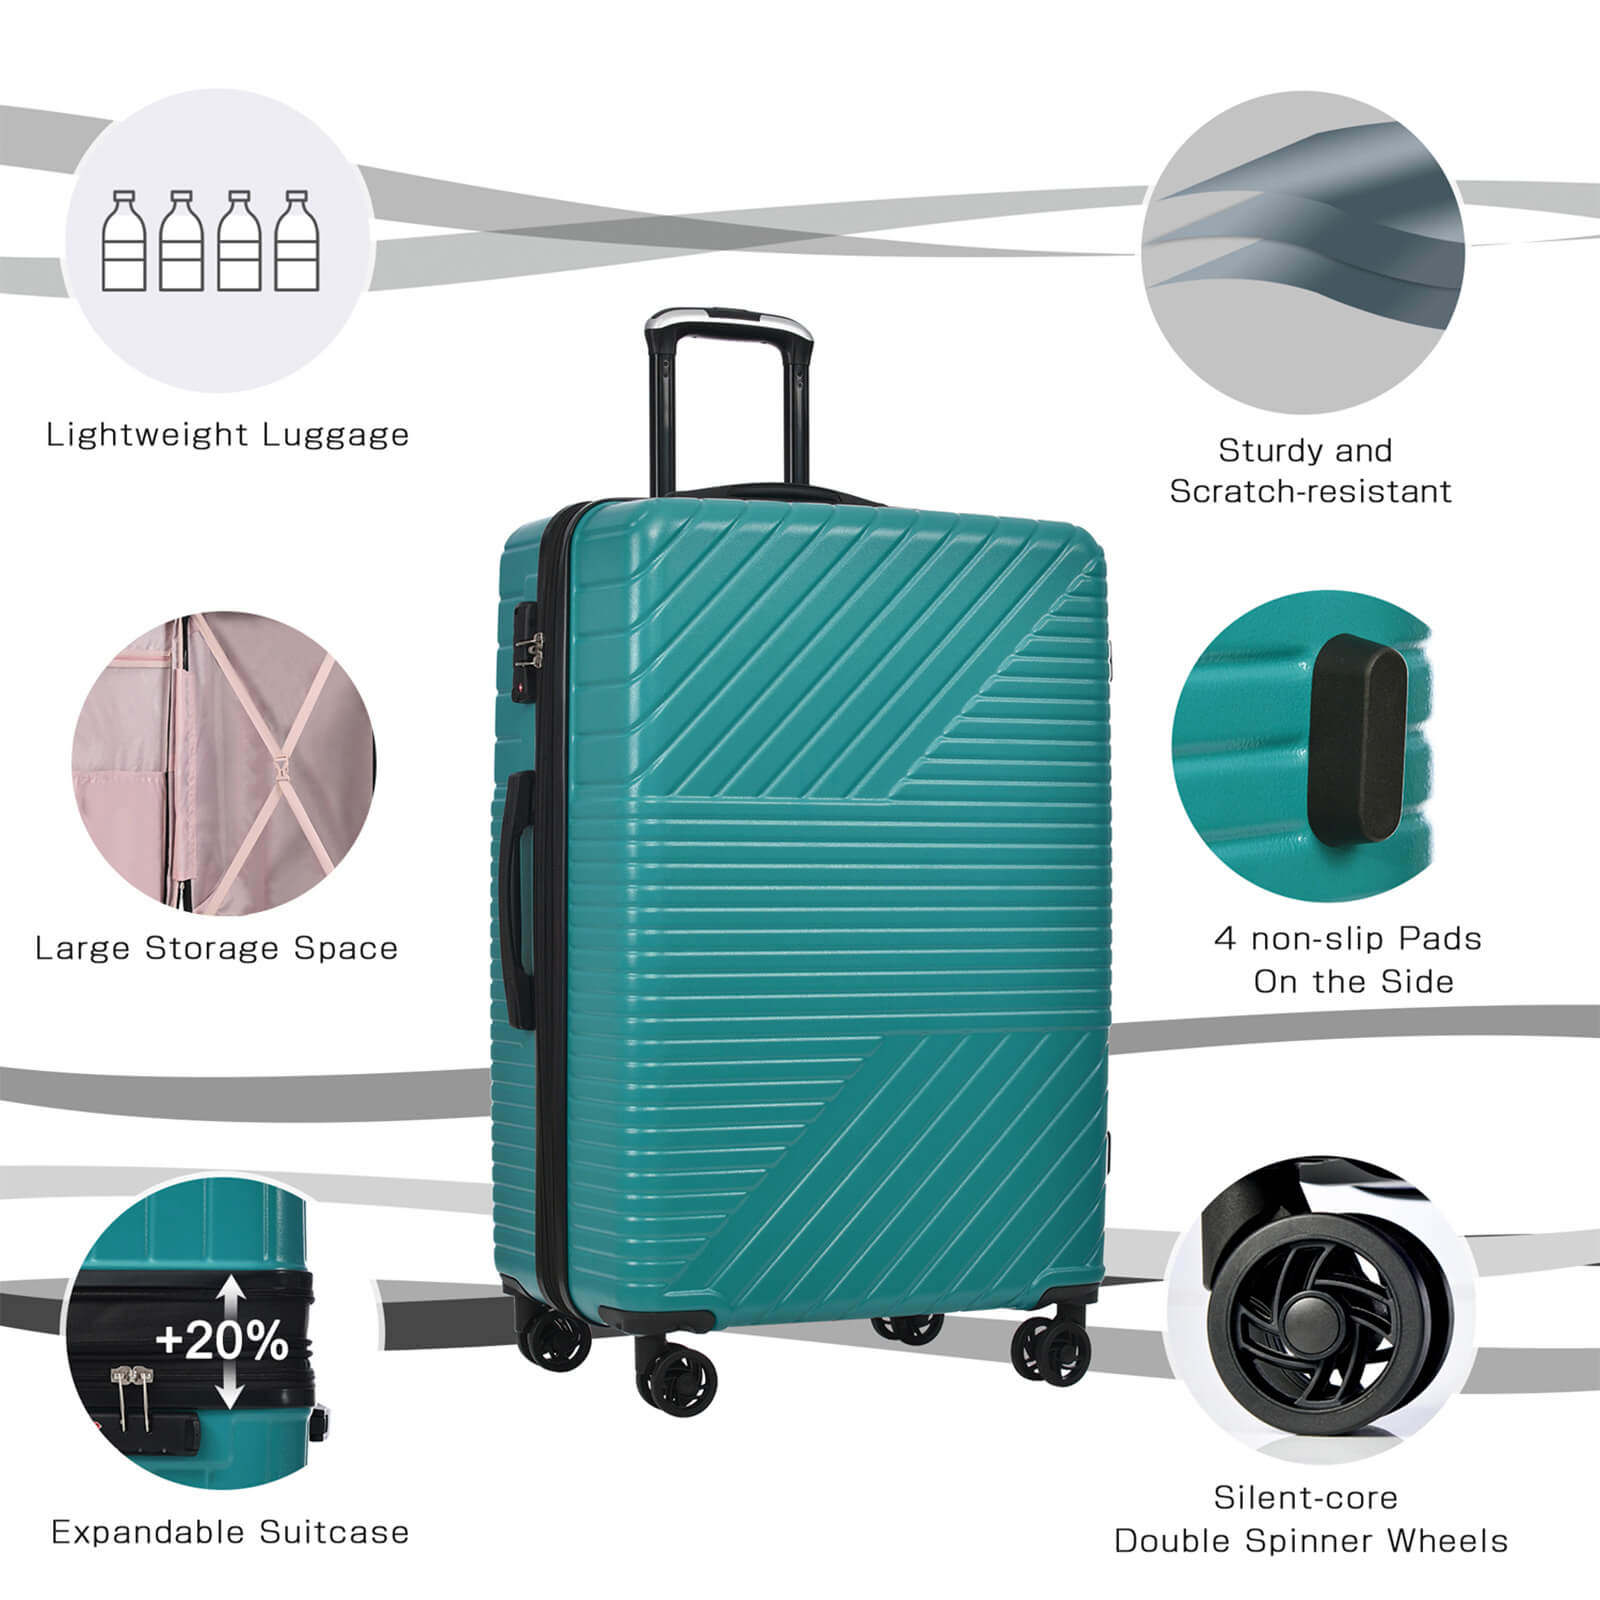 Lightweight Luggage
Sturdy and
Scratch-resistant
Large Storage Space
4 non-slip Pads
On the Side
+20%
Expandable Suitcase
Silent-core
Double Spinner Wheels